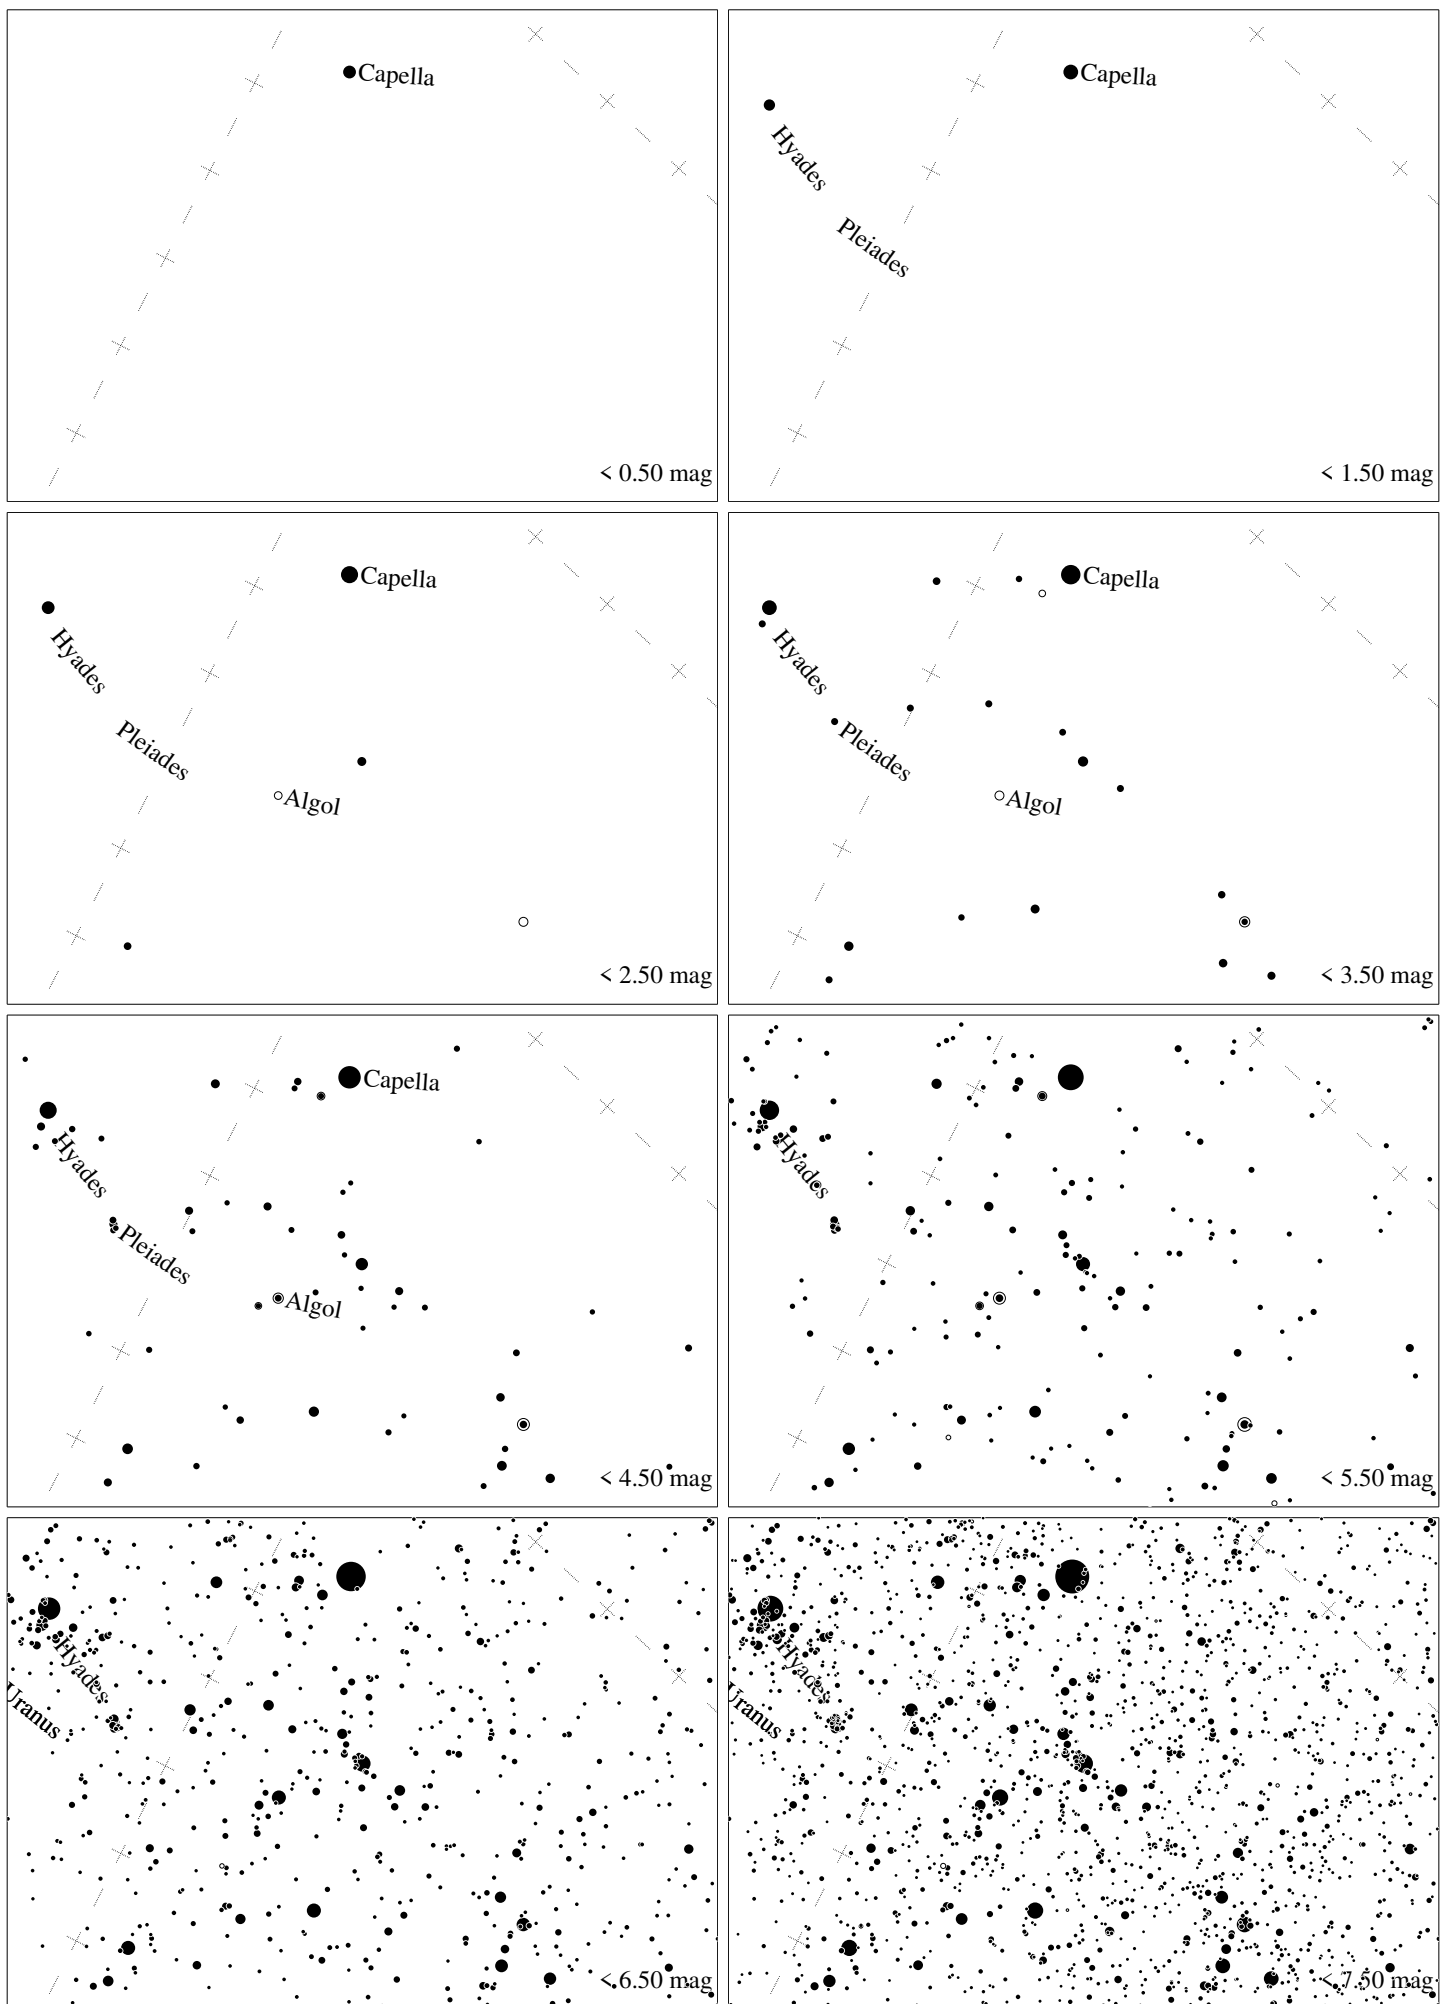 Capella
< 0.50 mag
Capella
Hyades
Pleiades
< 1.50 mag
Capella
Hyades
Pleiades
Algol
< 2.50 mag
Capella
Hyades
Pleiades
Algol
< 3.50 mag
Capella
Hyades
Pleiades
Algol
< 4.50 mag
Hyades
< 5.50 mag
Hyades
Uranus
< 6.50 mag
Hyades
Uranus
< 7.50 mag